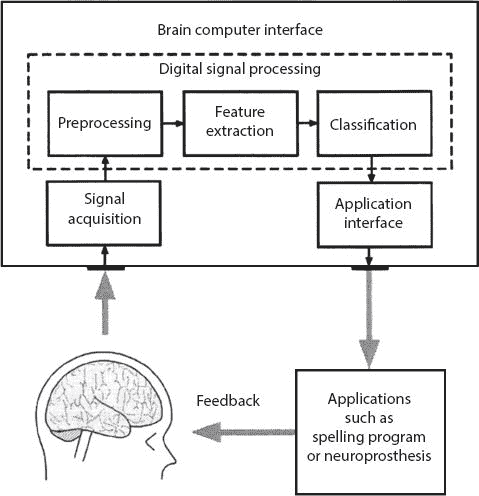 Brain computer interface
Digital signal processing
Preprocessing
Feature
extraction
Classification
Signal
acquisition
Application
interface
Feedback
Applications
such as
spelling program
or neuroprosthesis